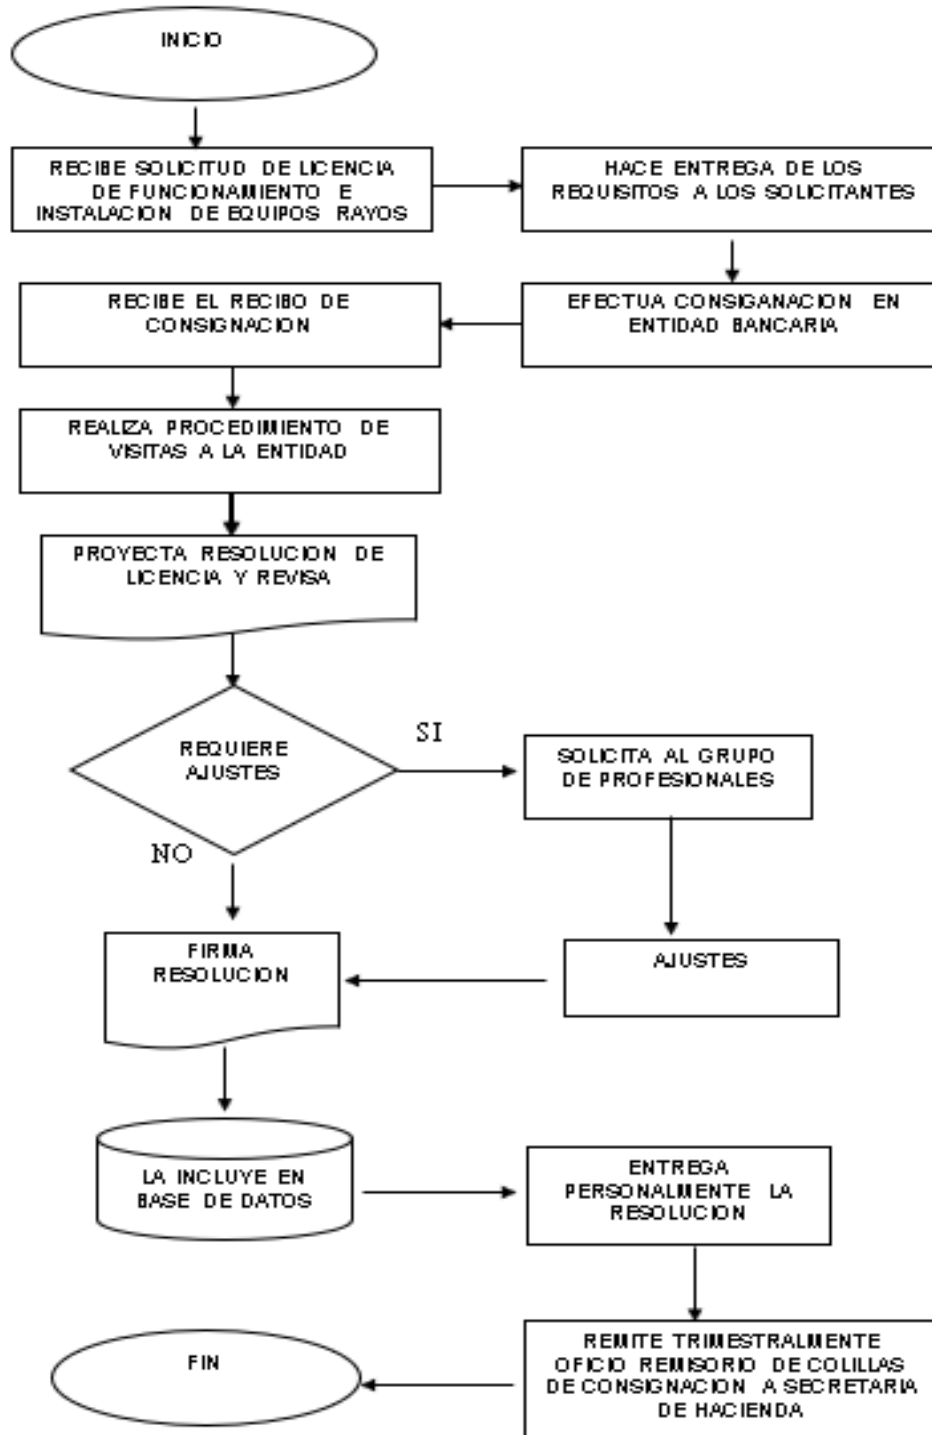 INICIO
RECIBE SOLICITUD DE LICENCIA
DE FUNCIONAMIENTO E
INSTALACION DE EQUIPOS RAYOS
HACE ENTREGA DE LOS
REQUISITOS A LOS SOLICITANTES
RECIBE EL RECIBO DE
CONSIGNACION
EFECTUA CONSIGANACION EN
ENTIDAD BANCARIA
REALIZA PROCEDIMIENTO DE
VISITAS A LA ENTIDAD
PROYECTA RESOLUCION DE
LICENCIA Y REVISA
REQUIERE
AJUSTES
SI
SOLICITA AL GRUPO
DE PROFESIONALES
NO
FIRMA
RESOLUCION
AJUSTES
LA INCLUYE EN
BASE DE DATOS
ENTREGA
PERSONALMENTE LA
RESOLUCION
FIN
REMITE TRIMESTRALMENTE
OFICIO REMISORIO DE COLILLAS
DE CONSIGNACION A SECRETARIA
DE HACIENDA